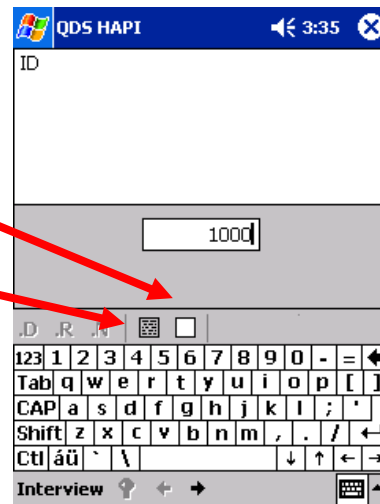 QDS HAPI 3:35
ID
1000
.D .R .N
123 1 2 3 4 5 6 7 8 9 0 - =
Tab q w e r t y u i o p [ ]
CAP a s d f g h j k l ; '
Shift z x c v b n m , . /
Ctl áü ` \
Interview